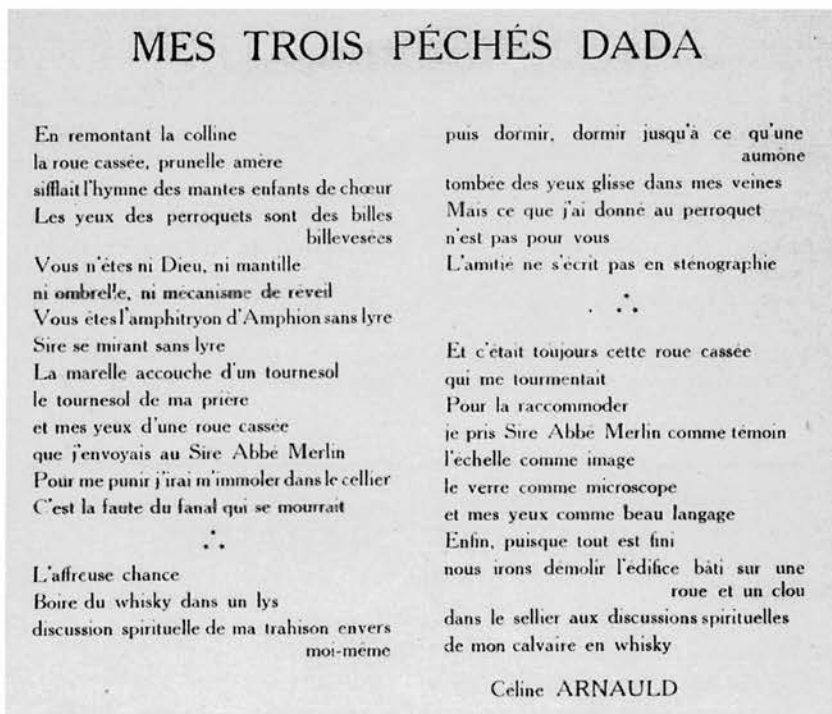 MES TROIS PÉCHÉS DADA
En remontant la colline
la roue cassée, prunelle amère
sifflait l'hymne des mantes enfants de chœur
Les yeux des perroquets sont des billes
billevesées
Vous n'êtes ni Dieu, ni mantille
ni ombrelle, ni mécanisme de réveil
Vous êtes l'amphitryon d'Amphion sans lyre
Sire se mirant sans lyre
La marelle accouche d'un tournesol
le tournesol de ma prière
et mes yeux d'une roue cassée
que j'envoyais au Sire Abbé Merlin
Pour me punir j'irai m'immoler dans le cellier
C'est la faute du fanal qui se mourrait
L'affreuse chance
Boire du whisky dans un lys
discussion spirituelle de ma trahison envers
moi-même
puis dormir, dormir jusqu'à ce qu'une
aumône
tombée des yeux glisse dans mes veines
Mais ce que j'ai donné au perroquet
n'est pas pour vous
L'amitié ne s'écrit pas en sténographie
Et c'était toujours cette roue cassée
qui me tourmentait
Pour la raccommoder
je pris Sire Abbé Merlin comme témoin
l'échelle comme image
le verre comme microscope
et mes yeux comme beau langage
Enfin, puisque tout est fini
nous irons démolir l'édifice bâti sur une
roue et un clou
dans le sellier aux discussions spirituelles
de mon calvaire en whisky
Céline ARNAULD